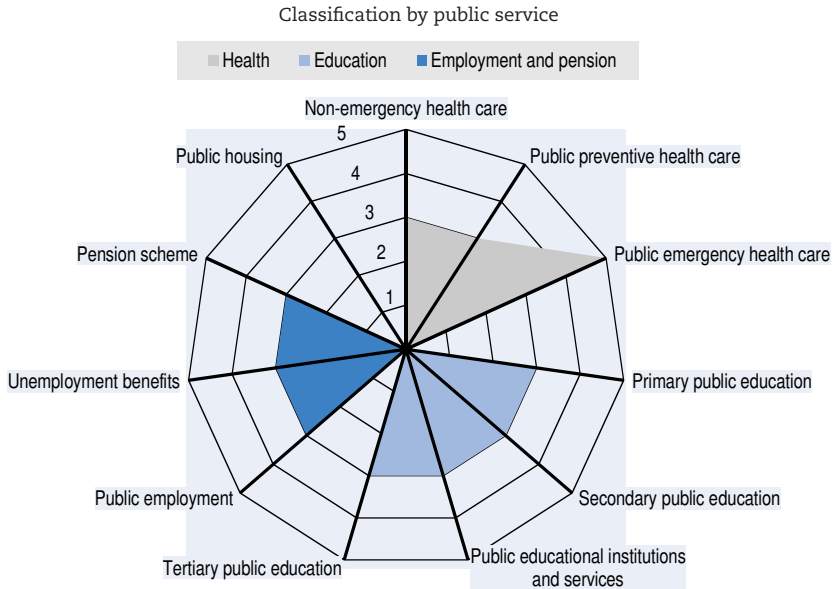 Classification by public service
Health Education Employment and pension
Non-emergency health care
5
Public housing
Public preventive health care
4
3
Pension scheme
2
Public emergency health care
1
Unemployment benefits
Primary public education
Public employment
Secondary public education
Tertiary public education
Public educational institutions
and services